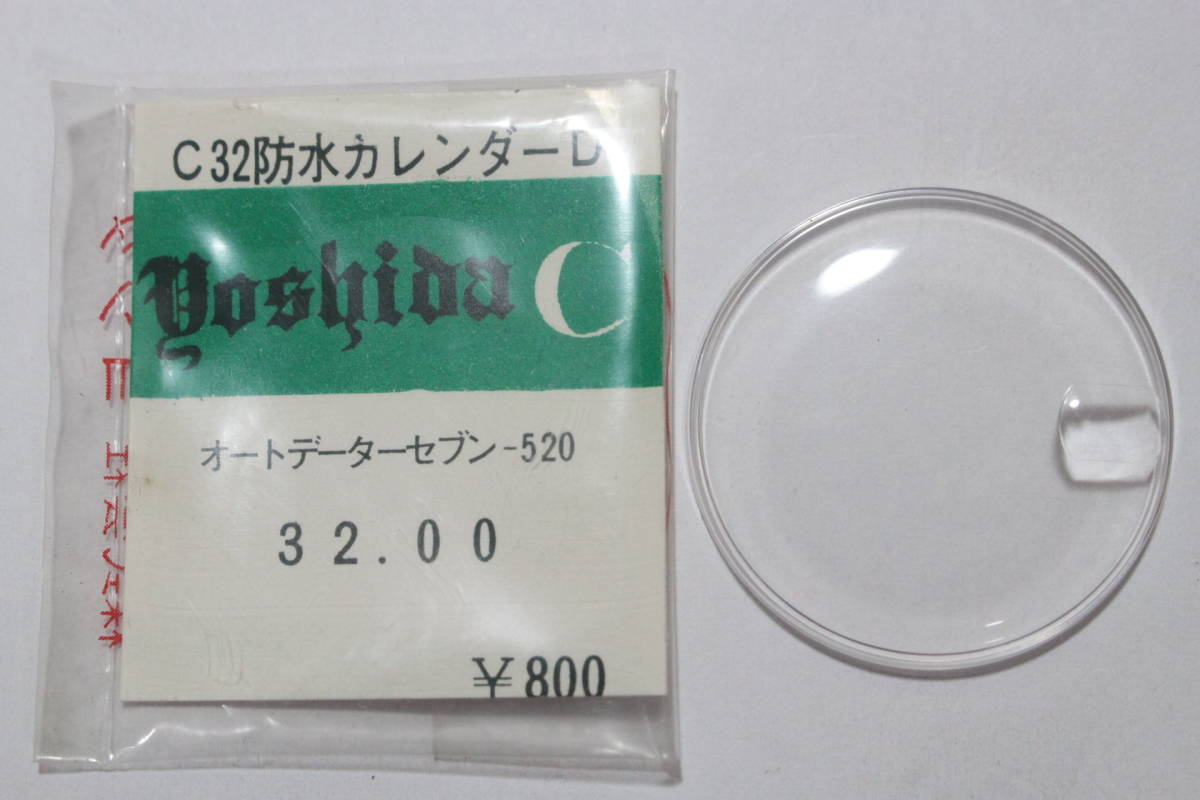 C32防水カレンダーD
Yoshida C
オートデーターセブン-520
32.00
¥800